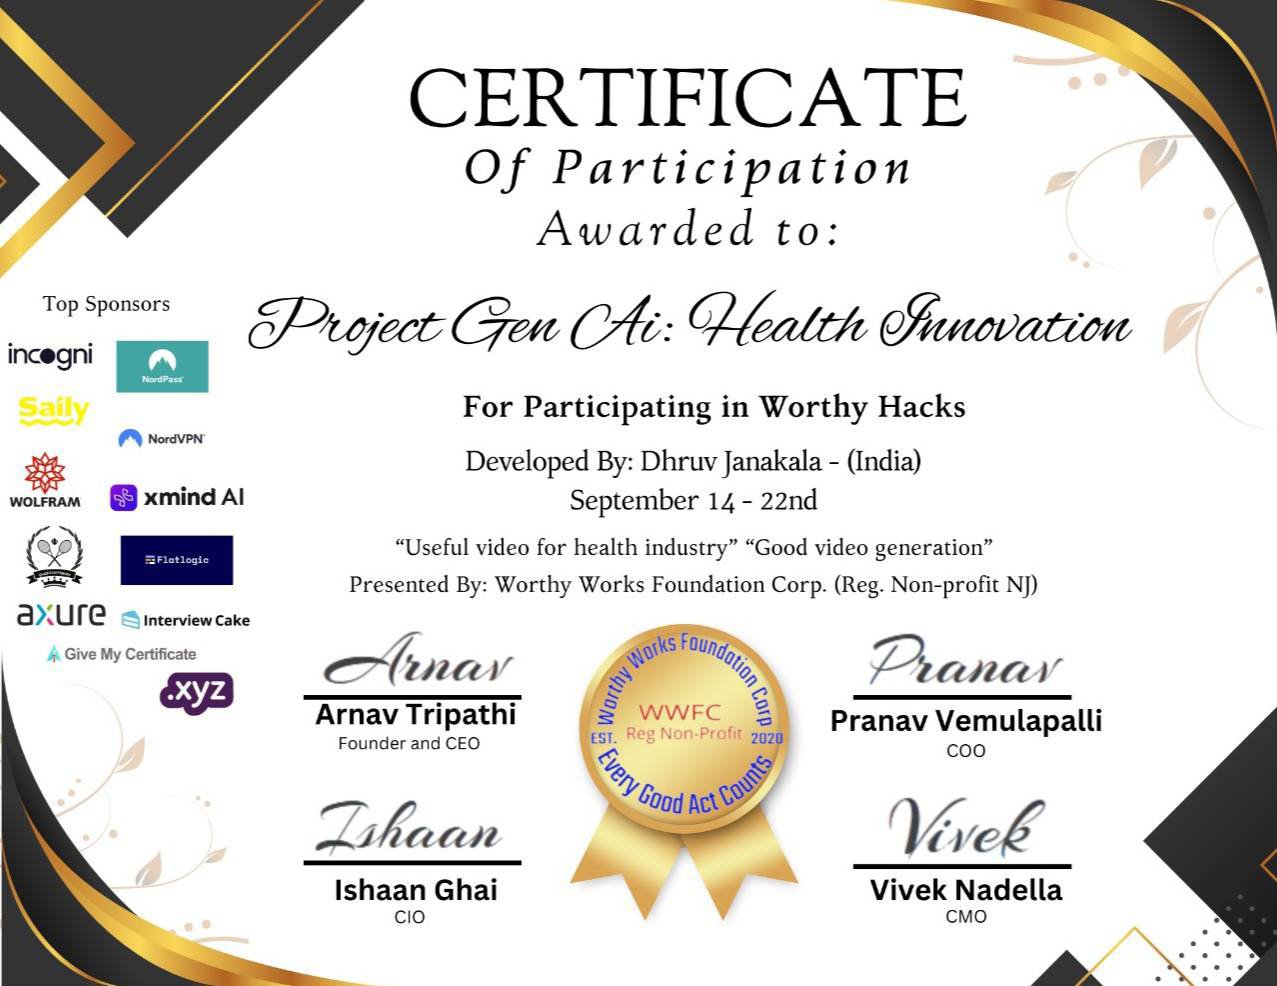 CERTIFICATE
Of Participation
Awarded to:
Project Gen Ai: Health Innovation
For Participating in Worthy Hacks
Developed By: Dhruv Janakala - (India)
September 14 - 22nd
“Useful video for health industry” “Good video generation”
Presented By: Worthy Works Foundation Corp. (Reg. Non-profit NJ)
Top Sponsors
incogni
NordPass
Saily
NordVPN
WOLFRAM
xmind AI
Flatlogic
axure
Interview Cake
Give My Certificate
.xyz
Arnav
Arnav Tripathi
Founder and CEO
Worthy Works Foundation Corp
WWFC
Reg Non-Profit
EST. 2020
Every Good Act Counts
Pranav
Pranav Vemulapalli
COO
Ishaan
Ishaan Ghai
CIO
Vivek
Vivek Nadella
CMO